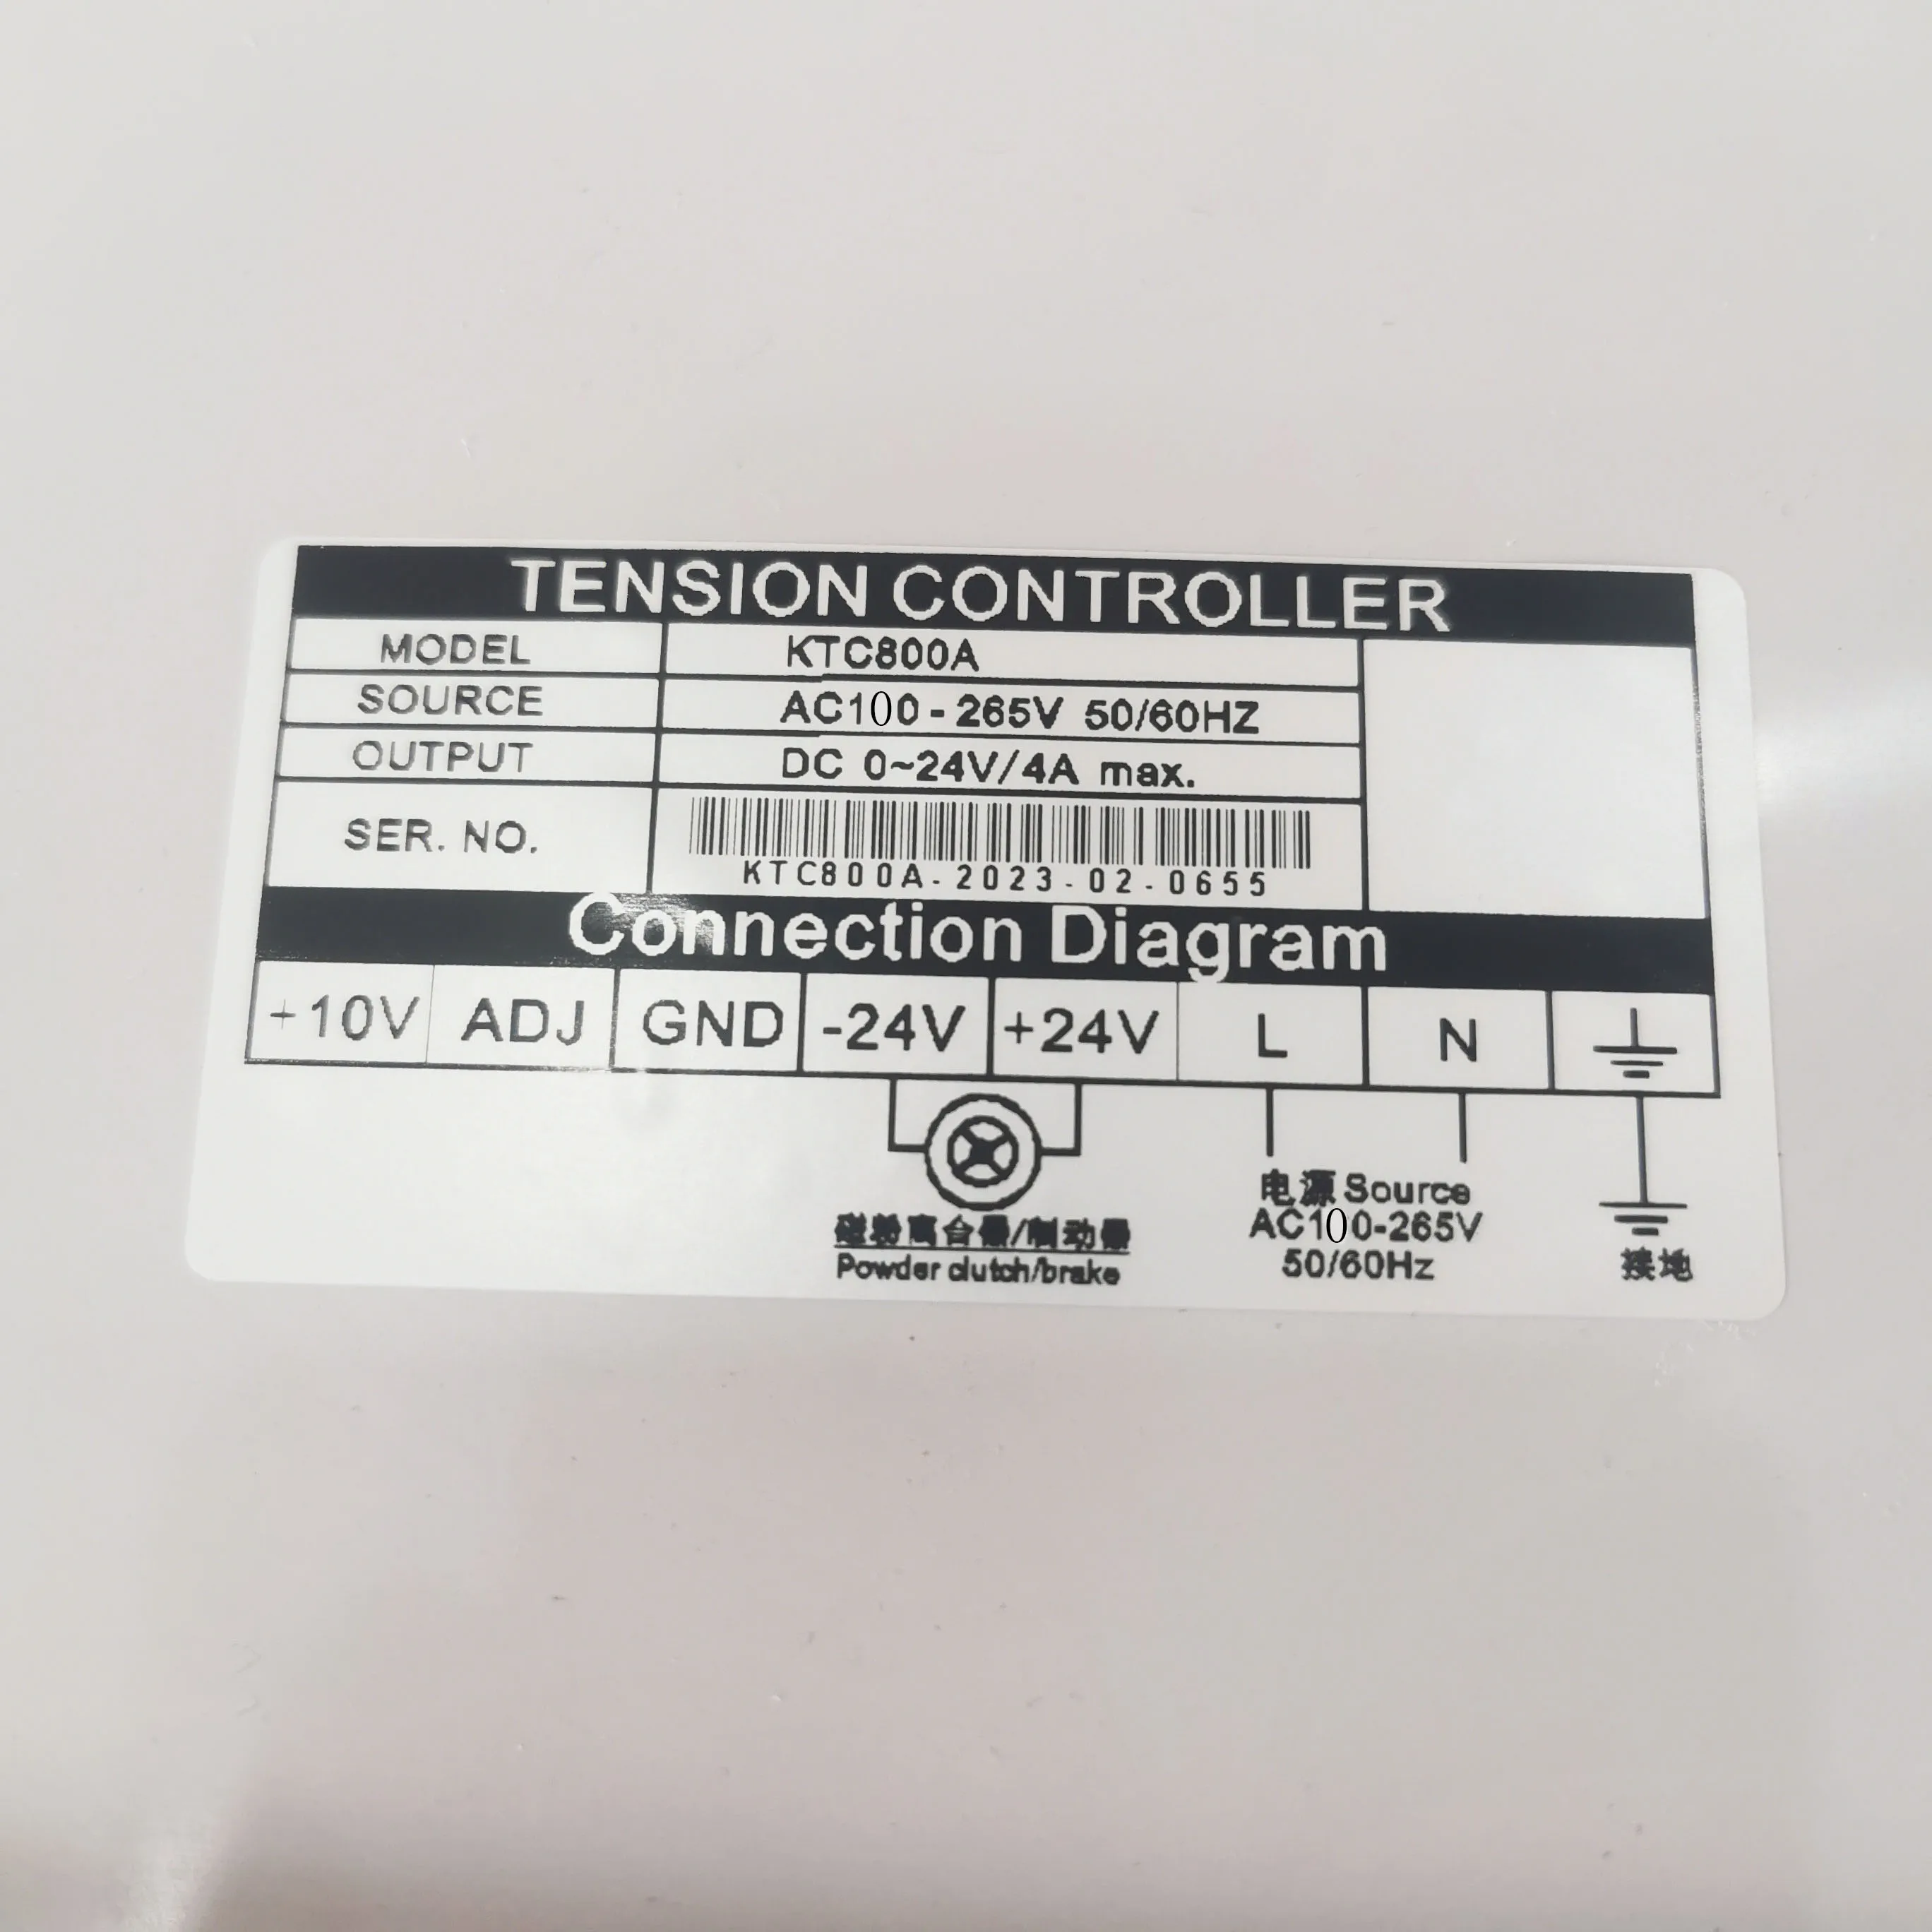 TENSION CONTROLLER
MODEL KTC800A
SOURCE AC100-265V 50/60HZ
OUTPUT DC 0~24V/4A max.
SER. NO. KTC800A-2023-02-0655
Connection Diagram
+10V ADJ GND -24V +24V L N
磁粉离合器/制动器
Powder clutch/brake
电源 Source
AC100-265V
50/60Hz
接地